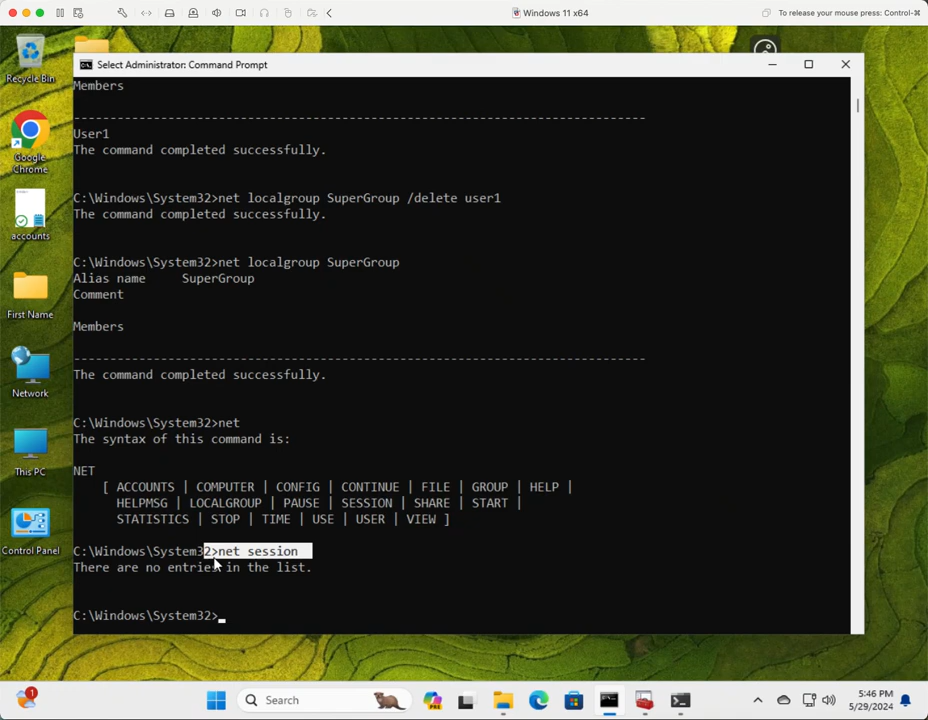 Windows 11 x64
To release your mouse press: Control-⌘
Select Administrator: Command Prompt
Members
-------------------------------------------------------------------------------
User1
The command completed successfully.
C:\Windows\System32>net localgroup SuperGroup /delete user1
The command completed successfully.
C:\Windows\System32>net localgroup SuperGroup
Alias name     SuperGroup
Comment
Members
-------------------------------------------------------------------------------
The command completed successfully.
C:\Windows\System32>net
The syntax of this command is:
NET
[ ACCOUNTS | COMPUTER | CONFIG | CONTINUE | FILE | GROUP | HELP |
HELPMSG | LOCALGROUP | PAUSE | SESSION | SHARE | START |
STATISTICS | STOP | TIME | USE | USER | VIEW ]
C:\Windows\System32>net session
There are no entries in the list.
C:\Windows\System32>
Recycle Bin
Google
Chrome
accounts
First Name
Network
This PC
Control Panel
1
Search
PRE
5:46 PM
5/29/2024